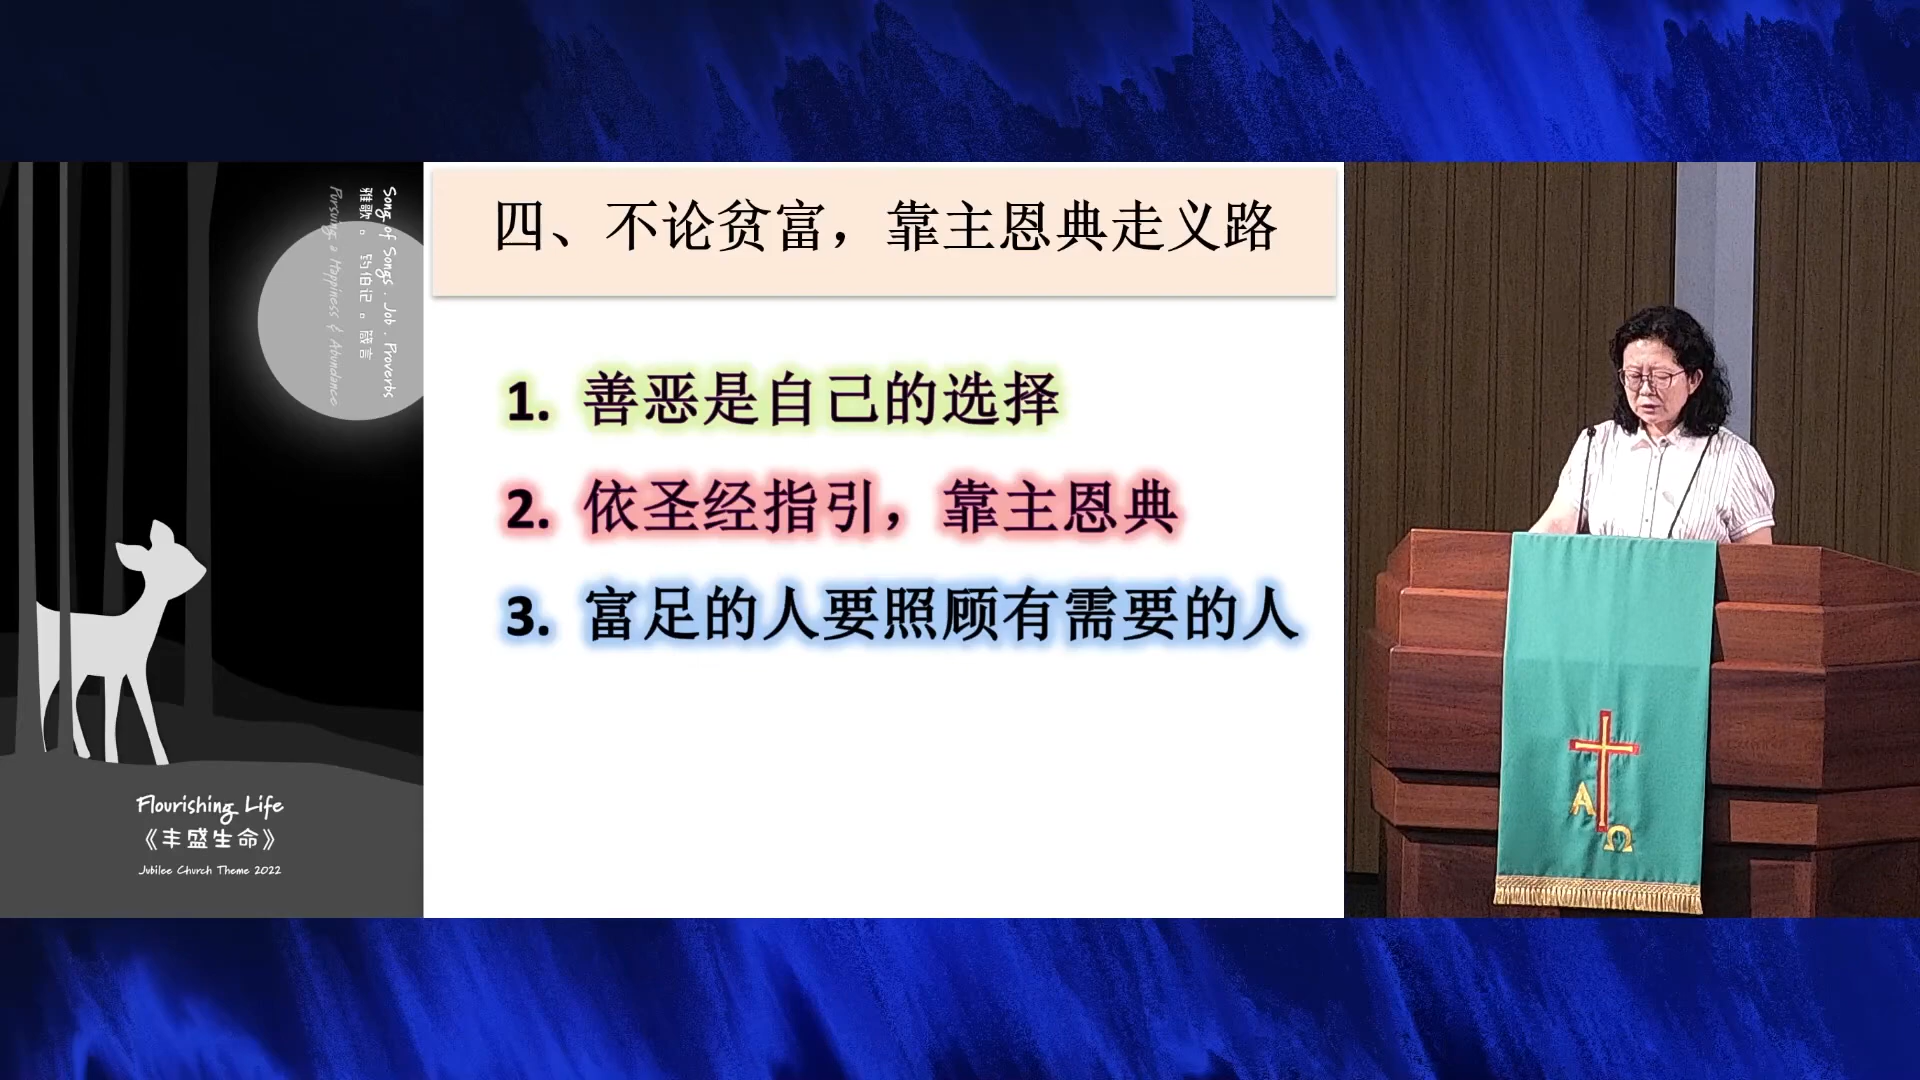 Song of Songs . Job . Proverbs
雅歌 。 约伯记 。 箴言
Pursuing a Happiness & Abundance
Flourishing Life
《丰盛生命》
Jubilee Church Theme 2022
四、不论贫富，靠主恩典走义路
1. 善恶是自己的选择
2. 依圣经指引，靠主恩典
3. 富足的人要照顾有需要的人
Α
Ω